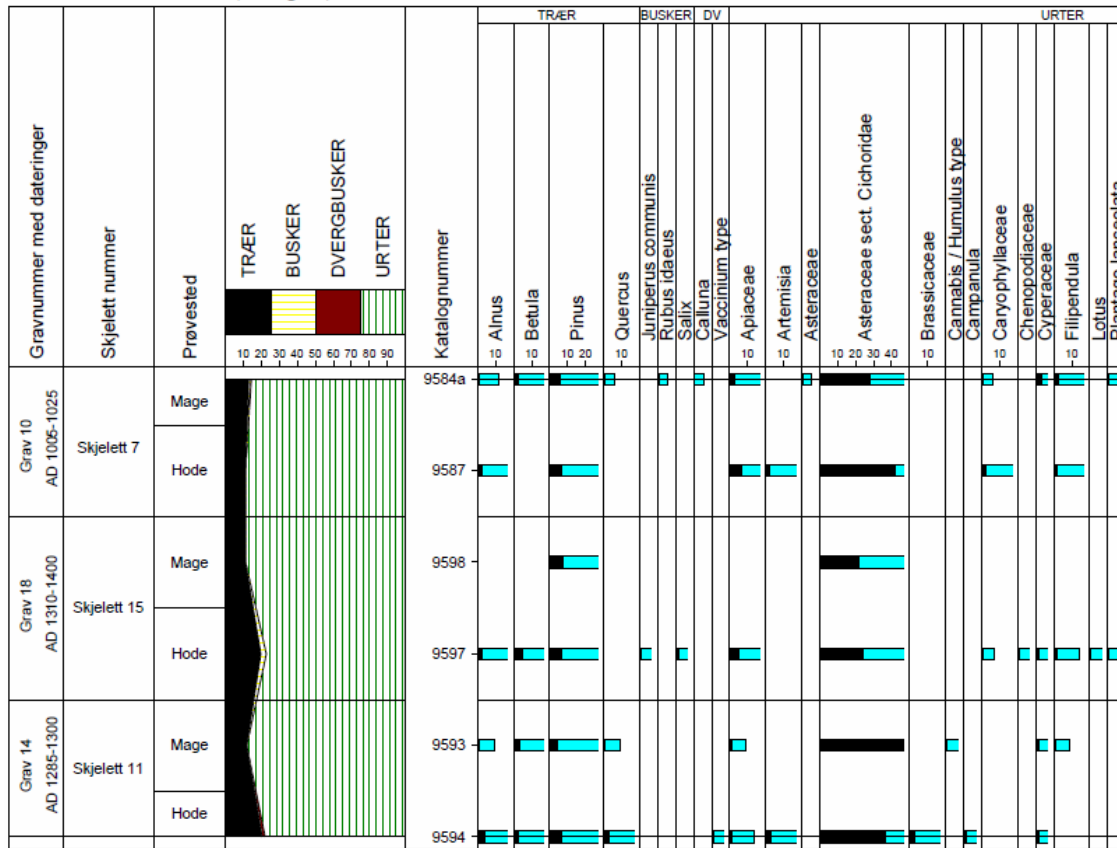 TRÆR
BUSKER
DV
URTER
Gravnummer med dateringer
Skjelett nummer
Prøvested
TRÆR
BUSKER
DVERGBUSKER
URTER
Katalognummer
Alnus
Betula
Pinus
Quercus
Juniperus communis
Rubus idaeus
Salix
Calluna
Vaccinium type
Apiaceae
Artemisia
Asteraceae
Asteraceae sect. Cichoridae
Brassicaceae
Cannabis / Humulus type
Campanula
Caryophyllaceae
Chenopodiaceae
Cyperaceae
Filipendula
Lotus
Plantago lanceolata
10 20 30 40 50 60 70 80 90
10
10
10 20
10
10
10
10 20 30 40
10
10
10
Grav 10
AD 1005-1025
Skjelett 7
Mage
9584a
Hode
9587
Grav 18
AD 1310-1400
Skjelett 15
Mage
9598
Hode
9597
Grav 14
AD 1285-1300
Skjelett 11
Mage
9593
Hode
9594